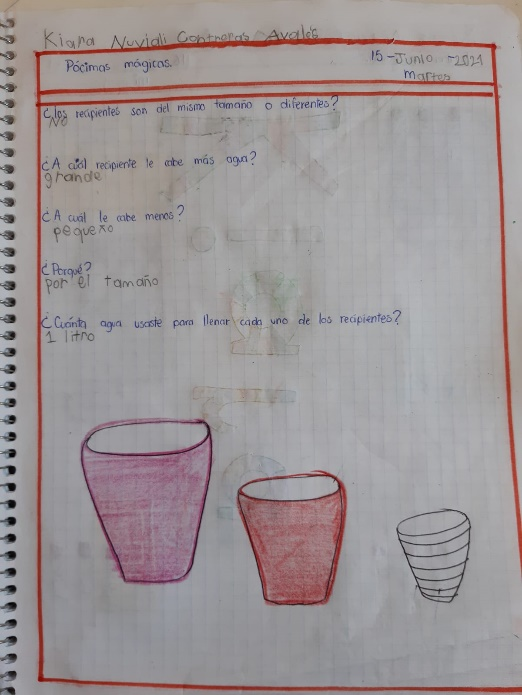 Kiara Nuviali Contreras Avalos
Pócimas mágicas.
15-Junio-2021
martes
¿los recipientes son del mismo tamaño o diferentes?
No
¿A cuál recipiente le cabe más agua?
grande
¿A cuál le cabe menos?
pequexo
¿Porqué?
por el tamaño
¿Cuánta agua usaste para llenar cada uno de los recipientes?
1 litro